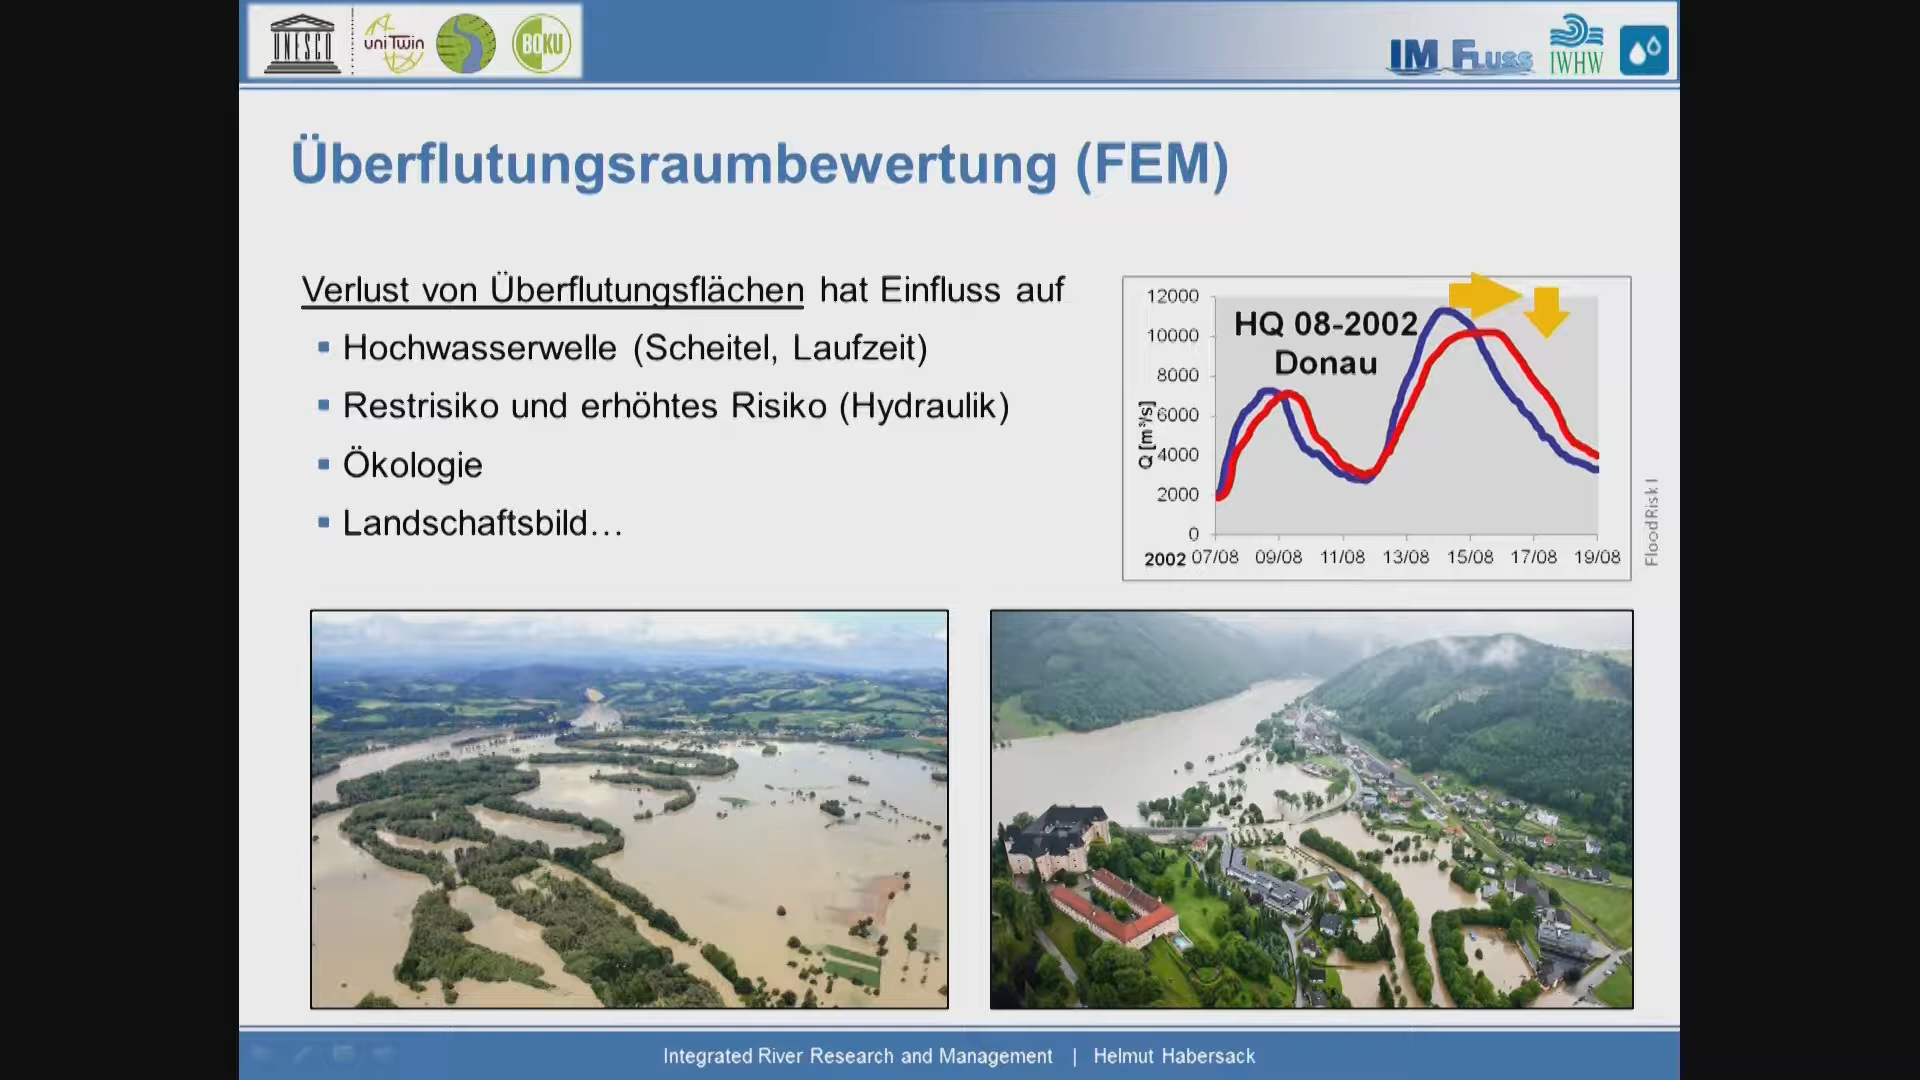 UNESCO
uniTwin
BOKU
IM FLUSS
IWHW
Überflutungsraumbewertung (FEM)
Verlust von Überflutungsflächen hat Einfluss auf
Hochwasserwelle (Scheitel, Laufzeit)
Restrisiko und erhöhtes Risiko (Hydraulik)
Ökologie
Landschaftsbild…
HQ 08-2002
Donau
Q [m³/s]
12000
10000
8000
6000
4000
2000
0
2002 07/08 09/08 11/08 13/08 15/08 17/08 19/08
FloodRisk I
Integrated River Research and Management | Helmut Habersack